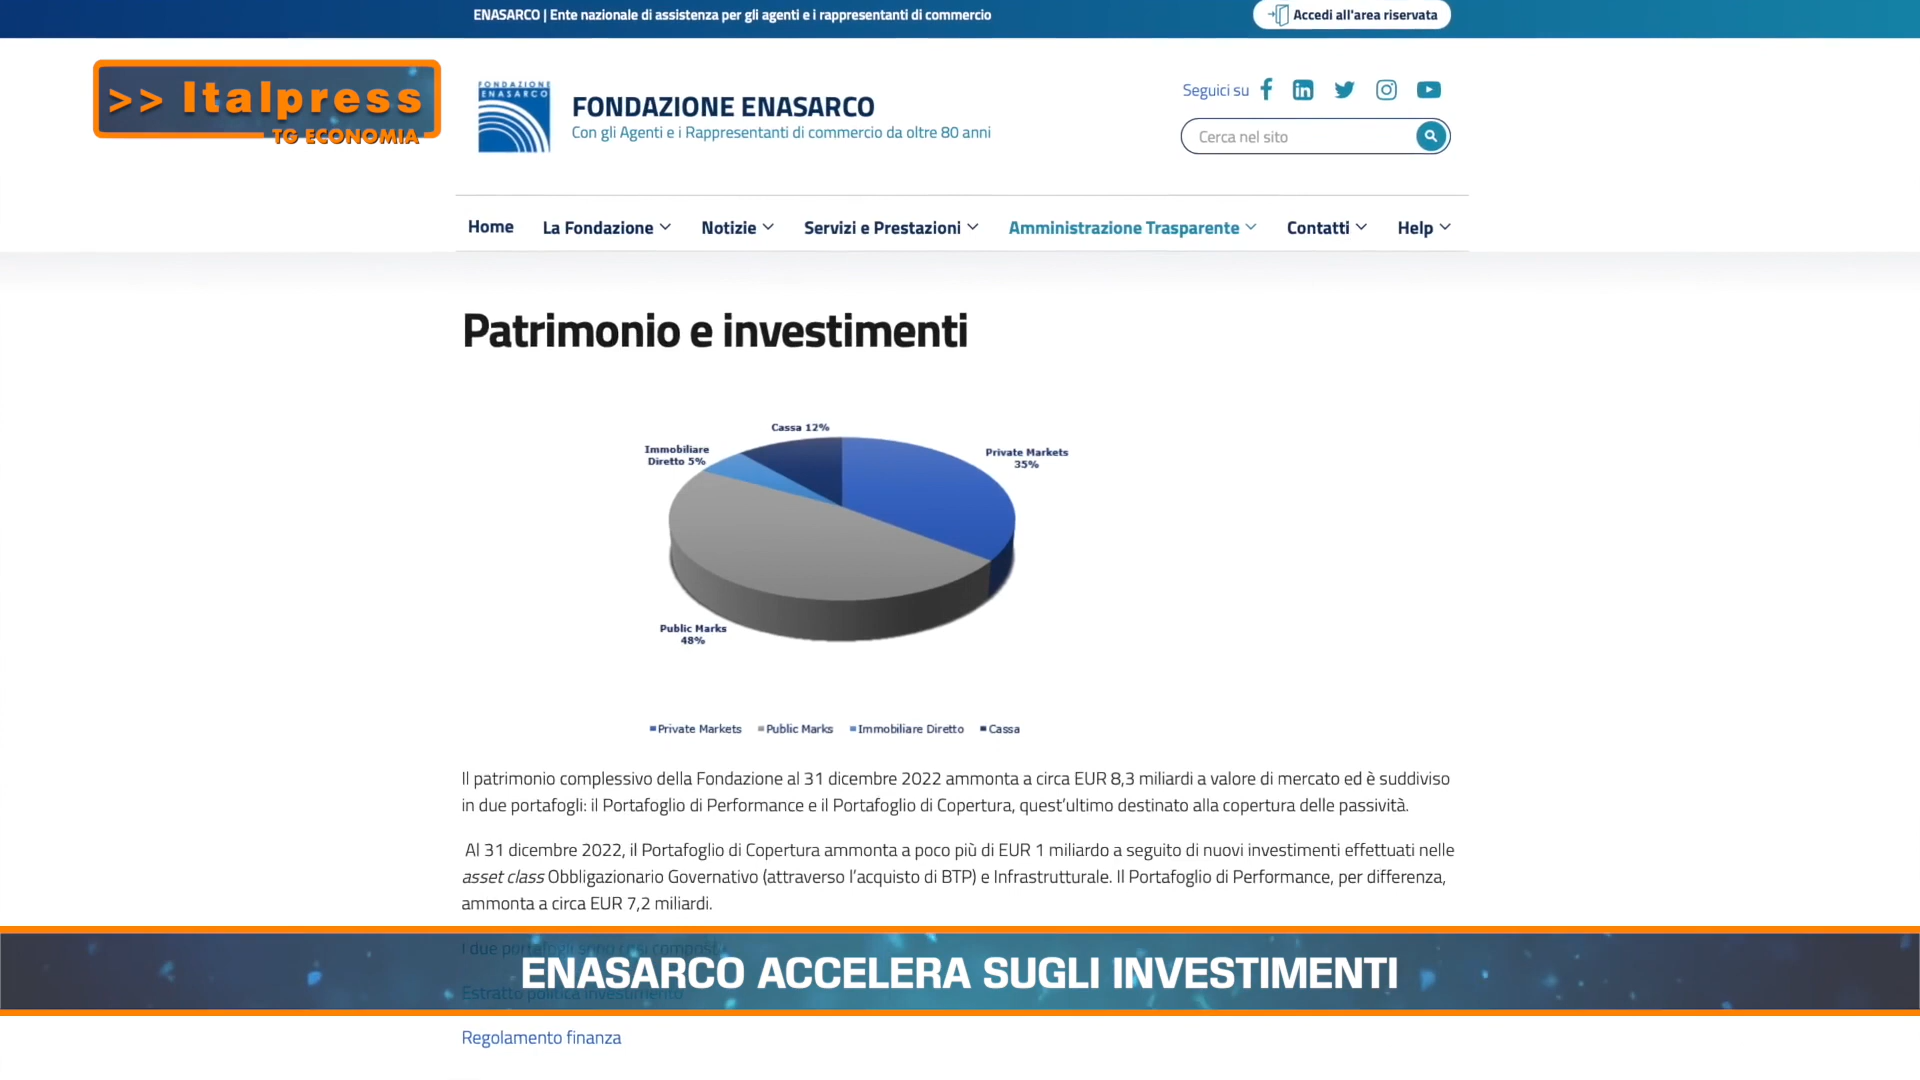 ENASARCO | Ente nazionale di assistenza per gli agenti e i rappresentanti di commercio
Accedi all'area riservata
>> Italpress
TG ECONOMIA
FONDAZIONE
ENASARCO
FONDAZIONE ENASARCO
Con gli Agenti e i Rappresentanti di commercio da oltre 80 anni
Seguici su
Cerca nel sito
Home La Fondazione Notizie Servizi e Prestazioni Amministrazione Trasparente Contatti Help
Patrimonio e investimenti
Cassa 12%
Immobiliare
Diretto 5%
Private Markets
35%
Public Marks
48%
Private Markets Public Marks Immobiliare Diretto Cassa
Il patrimonio complessivo della Fondazione al 31 dicembre 2022 ammonta a circa EUR 8,3 miliardi a valore di mercato ed è suddiviso
in due portafogli: il Portafoglio di Performance e il Portafoglio di Copertura, quest'ultimo destinato alla copertura delle passività.
Al 31 dicembre 2022, il Portafoglio di Copertura ammonta a poco più di EUR 1 miliardo a seguito di nuovi investimenti effettuati nelle
asset class Obbligazionario Governativo (attraverso l'acquisto di BTP) e Infrastrutturale. Il Portafoglio di Performance, per differenza,
ammonta a circa EUR 7,2 miliardi.
I due portafogli sono così composti
ENASARCO ACCELERA SUGLI INVESTIMENTI
Estratto politica investimento
Regolamento finanza